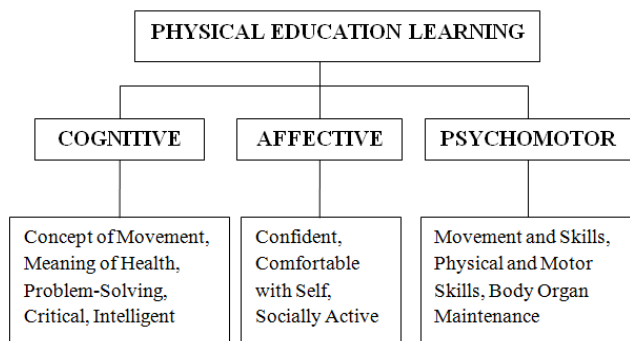 PHYSICAL EDUCATION LEARNING
COGNITIVE
AFFECTIVE
PSYCHOMOTOR
Concept of Movement,
Meaning of Health,
Problem-Solving,
Critical, Intelligent
Confident,
Comfortable
with Self,
Socially Active
Movement and Skills,
Physical and Motor
Skills, Body Organ
Maintenance